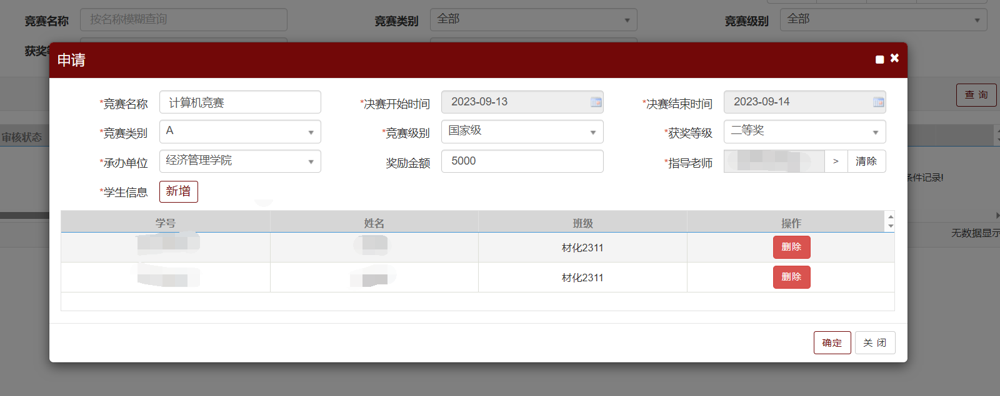 竞赛名称 按名称模糊查询 竞赛类别 全部 竞赛级别 全部
获奖
申请
查 询
*竞赛名称 计算机竞赛 *决赛开始时间 2023-09-13 *决赛结束时间 2023-09-14
*竞赛类别 A *竞赛级别 国家级 *获奖等级 二等奖
审核状态
*承办单位 经济管理学院 奖励金额 5000 *指导老师 > 清除
条件记录!
*学生信息 新增
学号 姓名 班级 操作
无数据显示
材化2311 删除
材化2311 删除
确定 关 闭